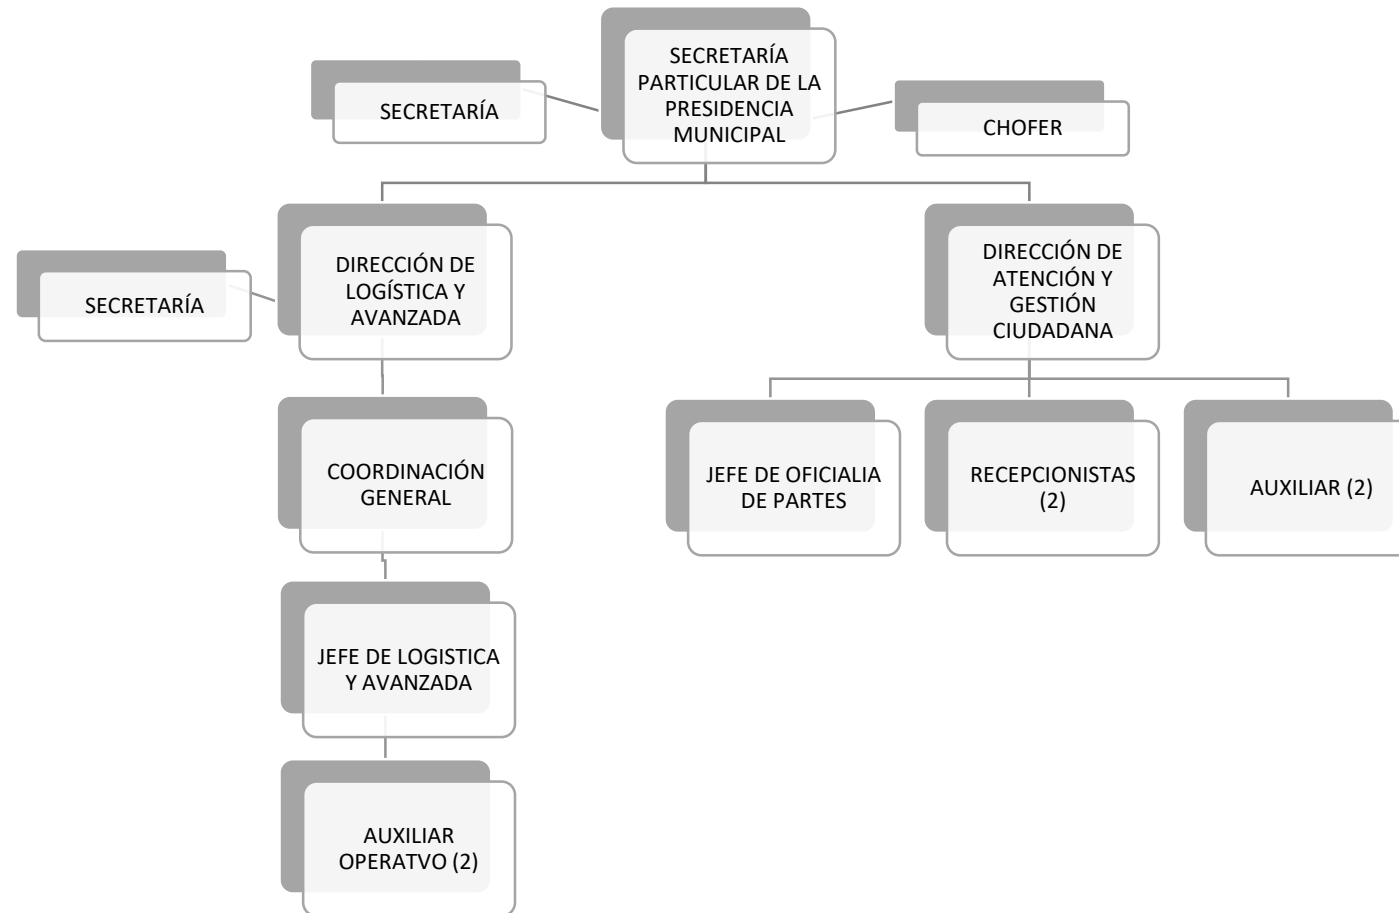 SECRETARÍA
PARTICULAR DE LA
PRESIDENCIA
MUNICIPAL
SECRETARÍA
CHOFER
DIRECCIÓN DE
LOGÍSTICA Y
AVANZADA
SECRETARÍA
DIRECCIÓN DE
ATENCIÓN Y
GESTIÓN
CIUDADANA
COORDINACIÓN
GENERAL
JEFE DE OFICIALIA
DE PARTES
RECEPCIONISTAS
(2)
AUXILIAR (2)
JEFE DE LOGISTICA
Y AVANZADA
AUXILIAR
OPERATVO (2)